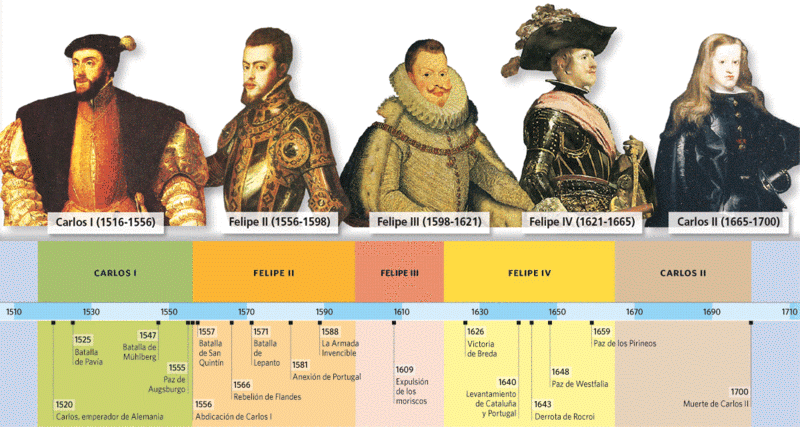 Carlos I (1516-1556)
Felipe II (1556-1598)
Felipe III (1598-1621)
Felipe IV (1621-1665)
Carlos II (1665-1700)
CARLOS I
FELIPE II
FELIPE III
FELIPE IV
CARLOS II
1510
1530
1550
1570
1590
1610
1630
1650
1670
1690
1710
1520
Carlos, emperador de Alemania
1525
Batalla
de Pavía
1547
Batalla de
Mühlberg
1555
Paz de
Augsburgo
1556
Abdicación de Carlos I
1557
Batalla
de San
Quintín
1566
Rebelión de Flandes
1571
Batalla
de
Lepanto
1581
Anexión de Portugal
1588
La Armada
Invencible
1609
Expulsión
de los
moriscos
1626
Victoria
de Breda
1640
Levantamiento
de Cataluña
y Portugal
1643
Derrota de Rocroi
1648
Paz de Westfalia
1659
Paz de los Pirineos
1700
Muerte de Carlos II